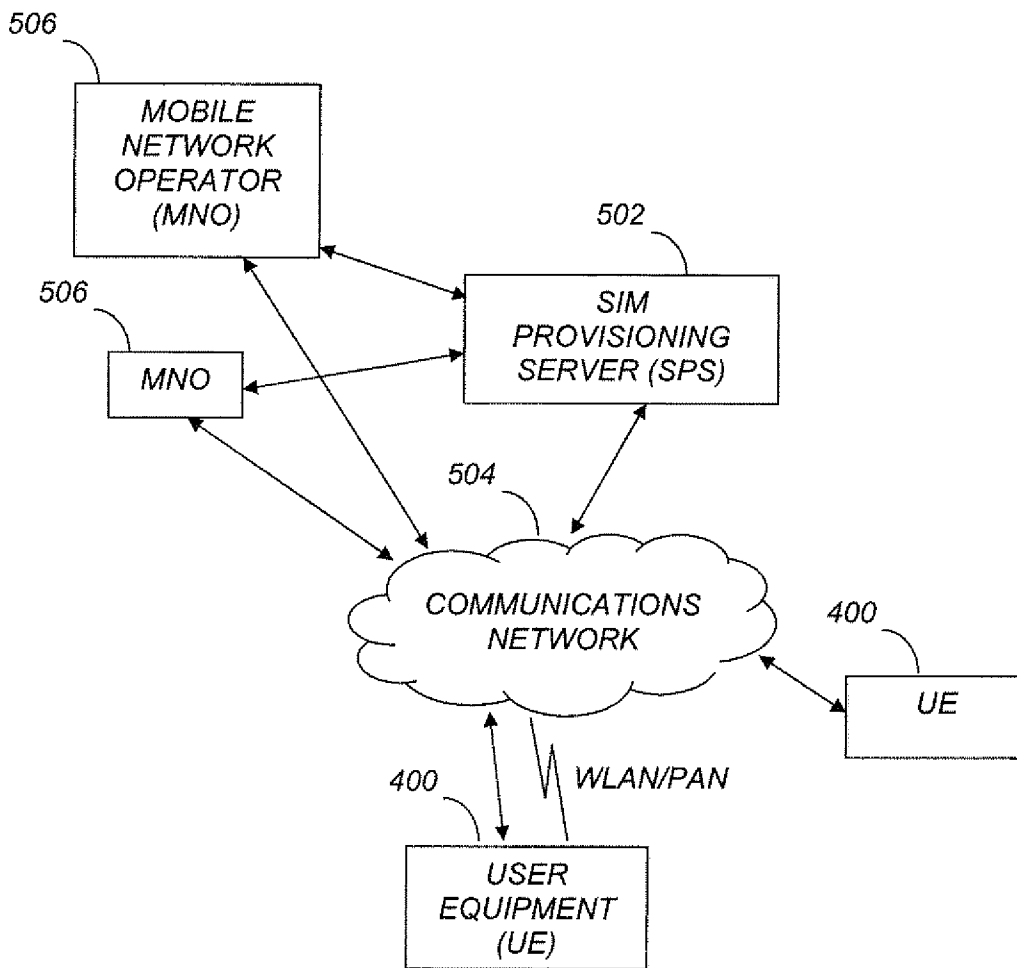 506
MOBILE
NETWORK
OPERATOR
(MNO)
502
SIM
PROVISIONING
SERVER (SPS)
506
MNO
504
COMMUNICATIONS
NETWORK
400
UE
WLAN/PAN
400
USER
EQUIPMENT
(UE)